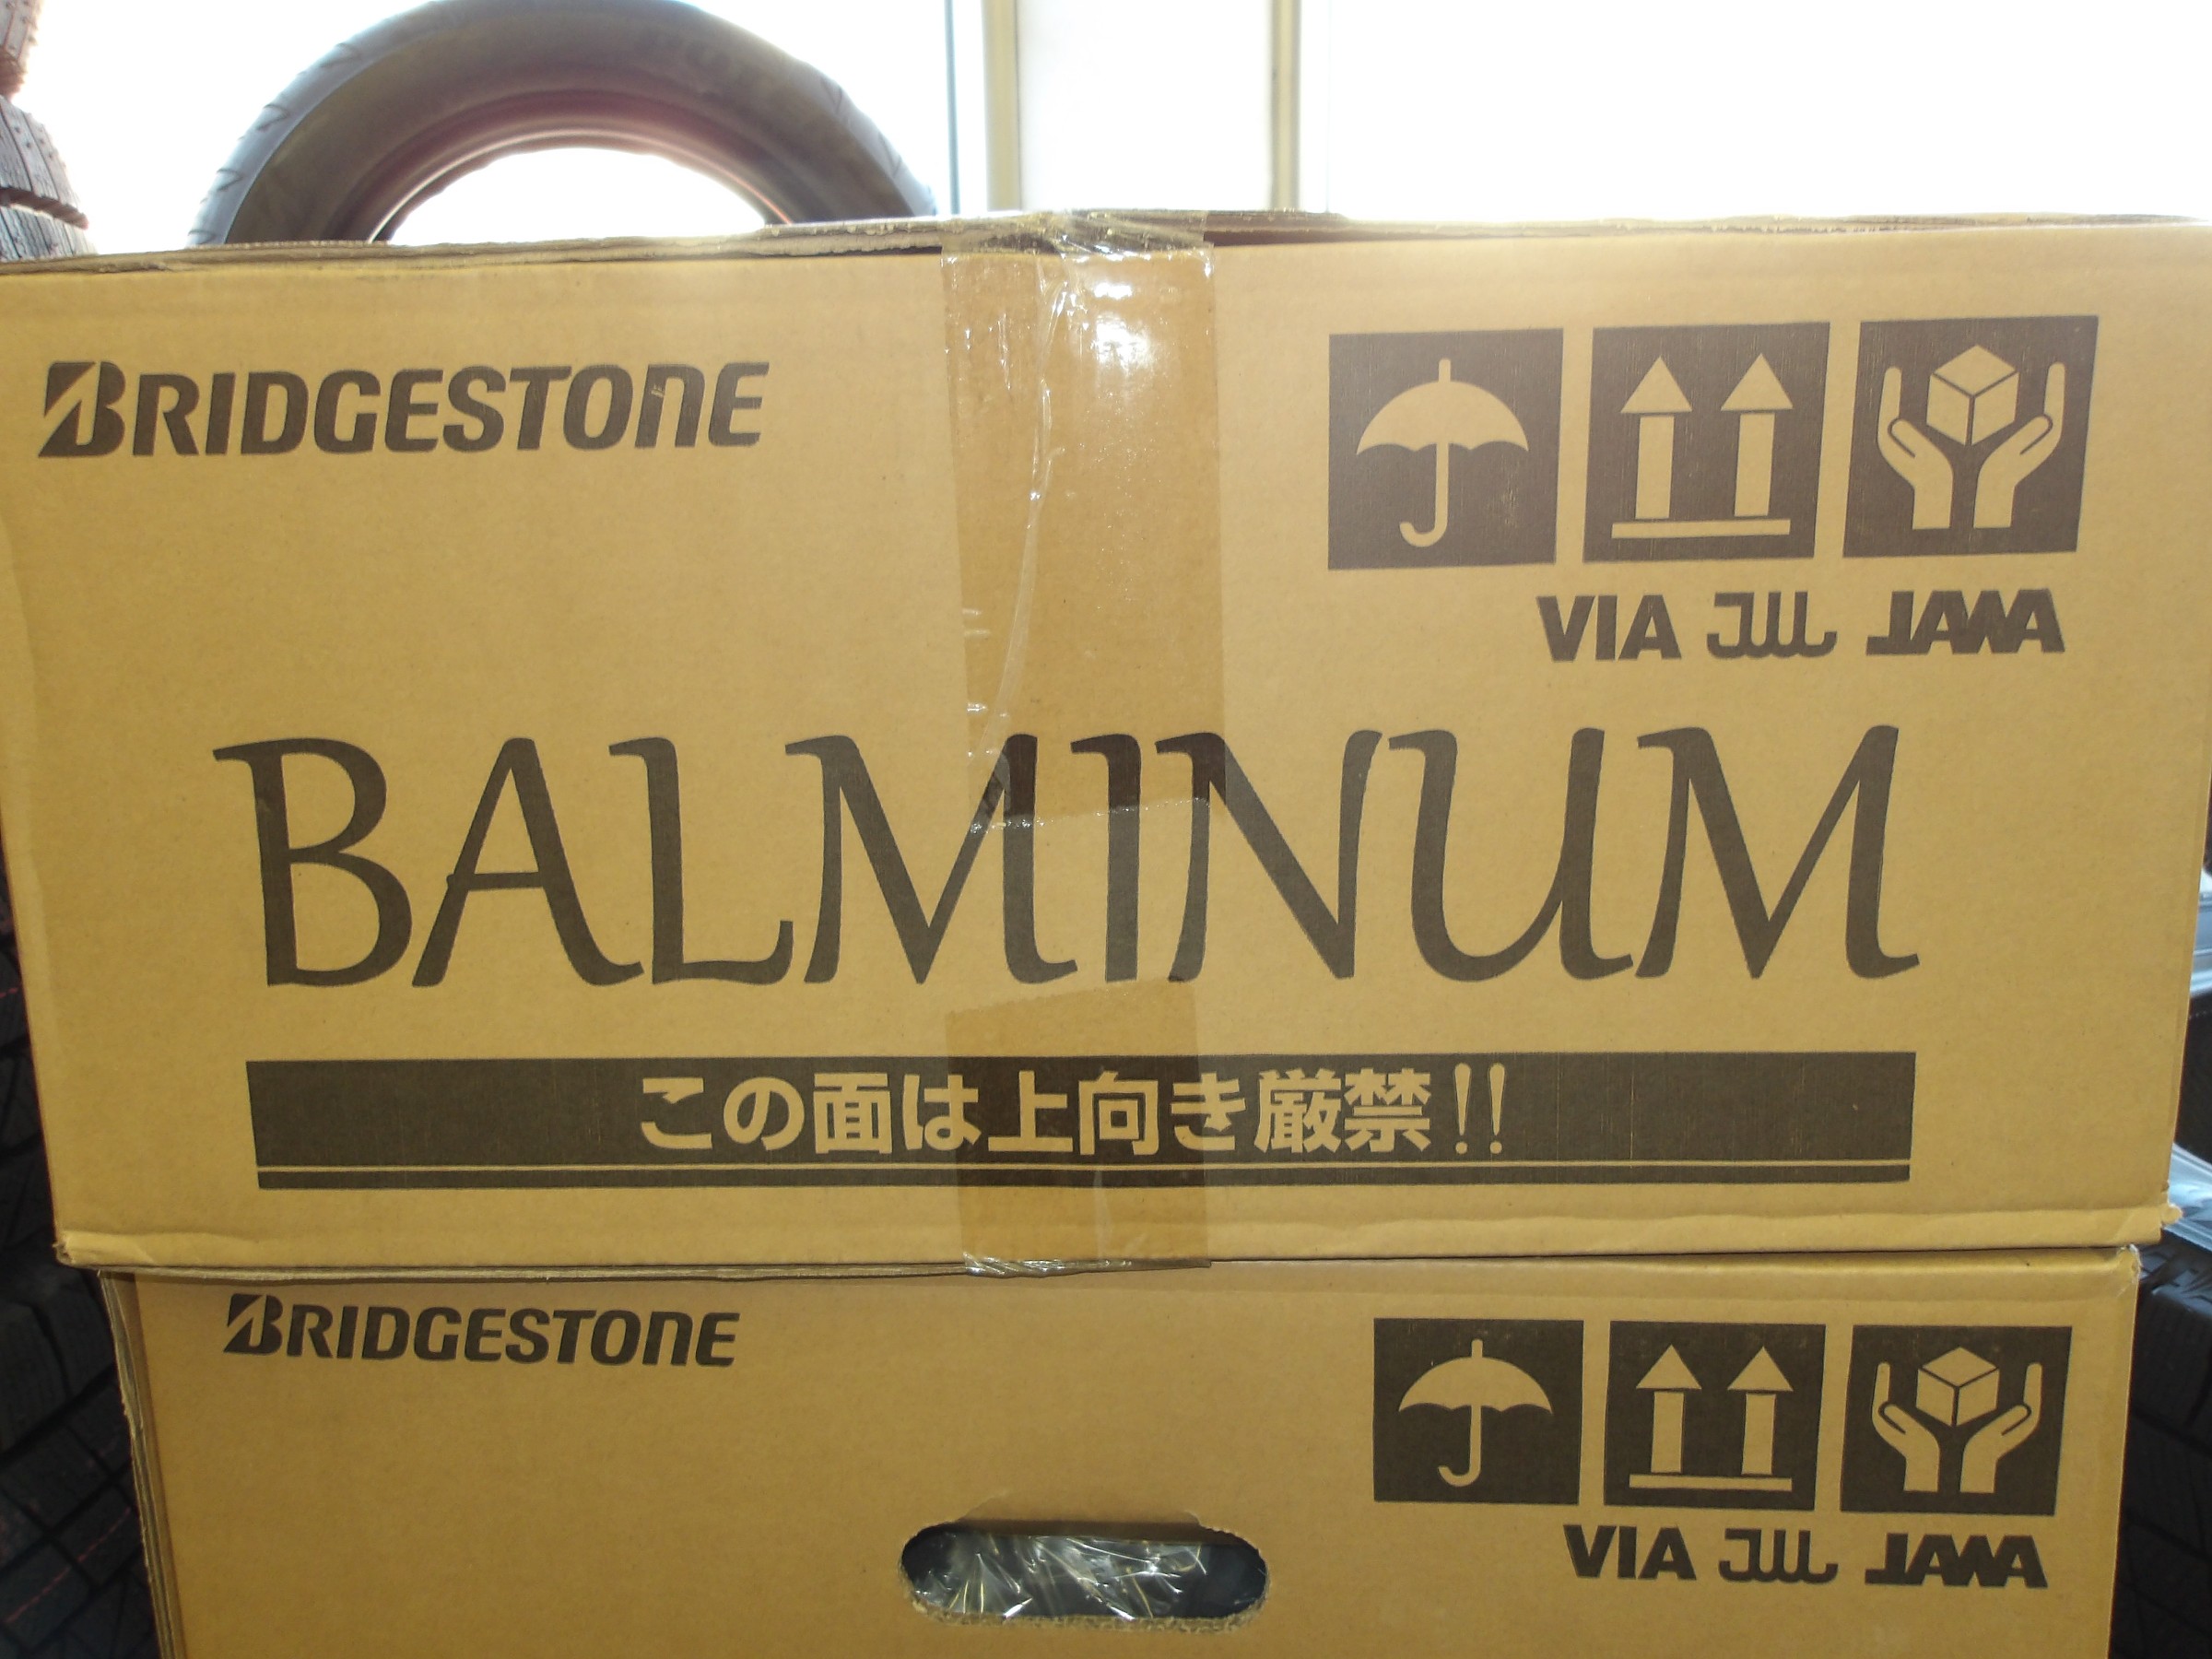 BRIDGESTONE
VIA JWL JAWA
BALMINUM
この面は上向き厳禁!!
BRIDGESTONE
VIA JWL JAWA